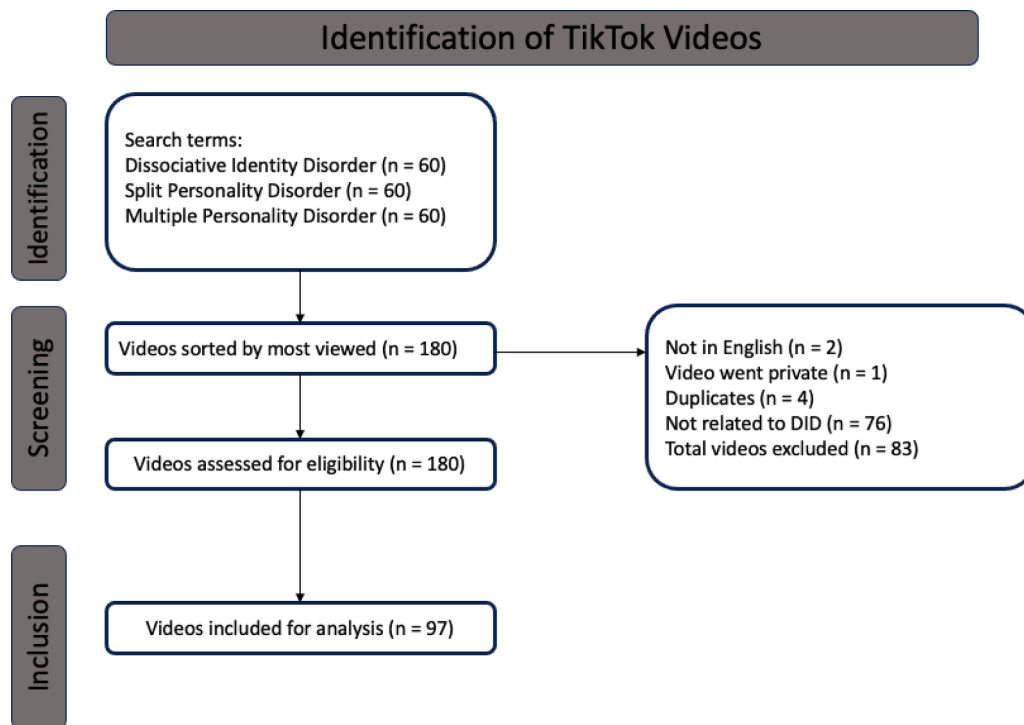 Identification of TikTok Videos
Identification
Search terms:
Dissociative Identity Disorder (n = 60)
Split Personality Disorder (n = 60)
Multiple Personality Disorder (n = 60)
Screening
Videos sorted by most viewed (n = 180)
Not in English (n = 2)
Video went private (n = 1)
Duplicates (n = 4)
Not related to DID (n = 76)
Total videos excluded (n = 83)
Videos assessed for eligibility (n = 180)
Inclusion
Videos included for analysis (n = 97)